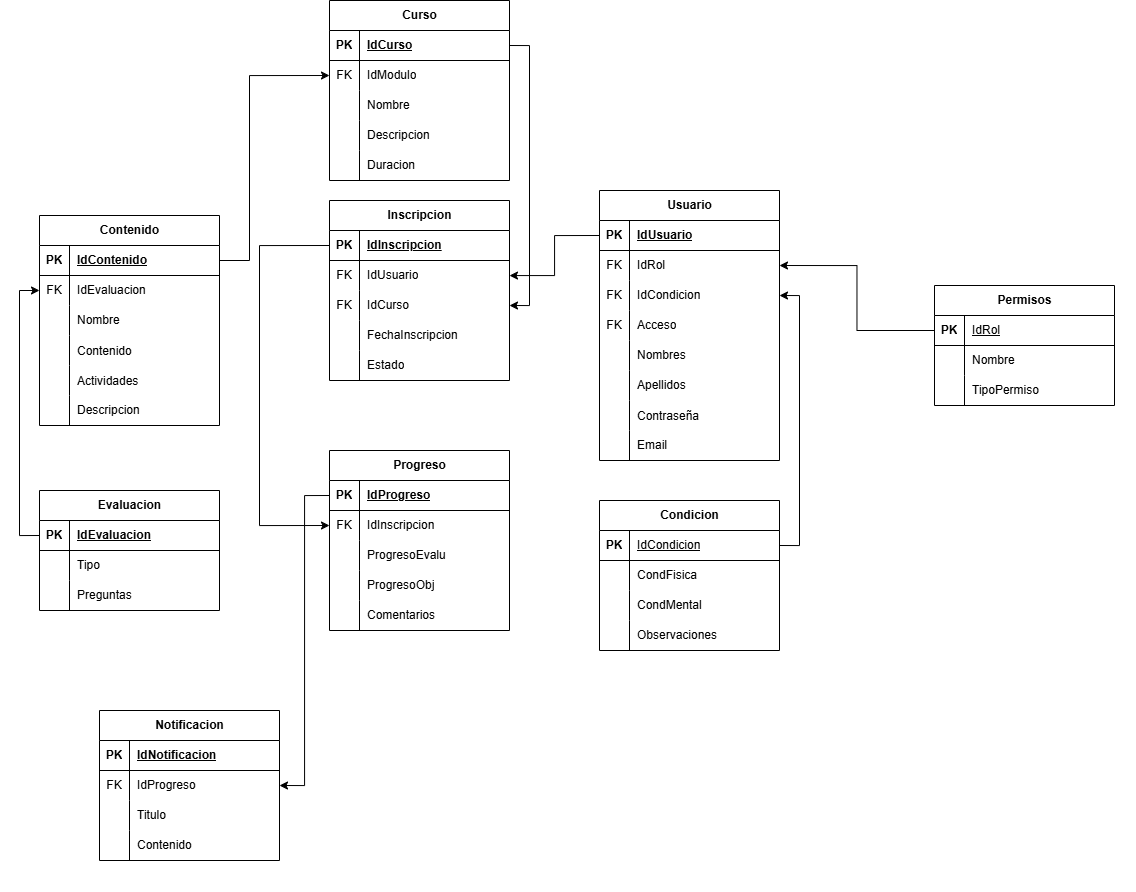 Curso
PK IdCurso
FK IdModulo
Nombre
Descripcion
Duracion
Contenido
PK IdContenido
FK IdEvaluacion
Nombre
Contenido
Actividades
Descripcion
Inscripcion
PK IdInscripcion
FK IdUsuario
FK IdCurso
FechaInscripcion
Estado
Usuario
PK IdUsuario
FK IdRol
FK IdCondicion
FK Acceso
Nombres
Apellidos
Contraseña
Email
Permisos
PK IdRol
Nombre
TipoPermiso
Evaluacion
PK IdEvaluacion
Tipo
Preguntas
Progreso
PK IdProgreso
FK IdInscripcion
ProgresoEvalu
ProgresoObj
Comentarios
Condicion
PK IdCondicion
CondFisica
CondMental
Observaciones
Notificacion
PK IdNotificacion
FK IdProgreso
Titulo
Contenido